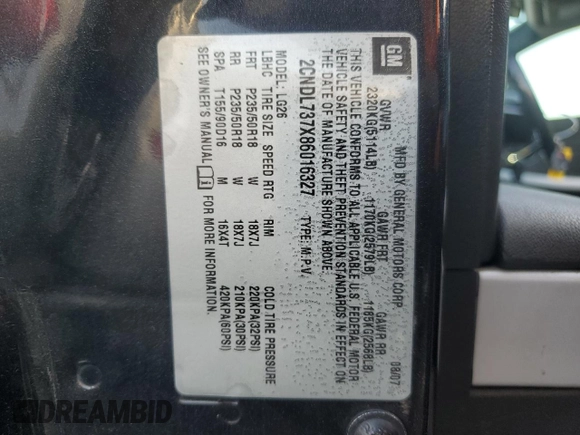 GM
MFD BY GENERAL MOTORS CORP 08/07
GVWR GAWR FRT GAWR RR
2320KG(5114LB) 1170KG(2579LB) 1165KG(2568LB)
THIS VEHICLE CONFORMS TO ALL APPLICABLE U.S. FEDERAL MOTOR
VEHICLE SAFETY AND THEFT PREVENTION STANDARDS IN EFFECT ON
THE DATE OF MANUFACTURE SHOWN ABOVE.
2CNDL737X86016327 TYPE: M.P.V.
MODEL: LG26
LBHC TIRE SIZE SPEED RTG RIM COLD TIRE PRESSURE
FRT P235/50R18 W 18X7J 220KPA(32PSI)
RR P235/50R18 W 18X7J 210KPA(30PSI)
SPA T155/90D16 M 16X4T 420KPA(60PSI)
SEE OWNER'S MANUAL FOR MORE INFORMATION.
DREAMBID